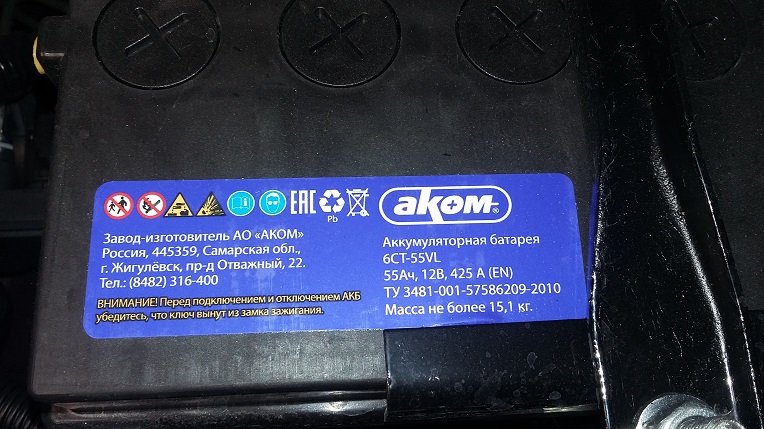 EAC
Pb
aком®
Завод-изготовитель АО «АКОМ»
Россия, 445359, Самарская обл.,
г. Жигулёвск, пр-д Отважный, 22.
Тел.: (8482) 316-400
ВНИМАНИЕ! Перед подключением и отключением АКБ
убедитесь, что ключ вынут из замка зажигания.
Аккумуляторная батарея
6СТ-55VL
55Ач, 12В, 425 А (EN)
ТУ 3481-001-57586209-2010
Масса не более 15,1 кг.